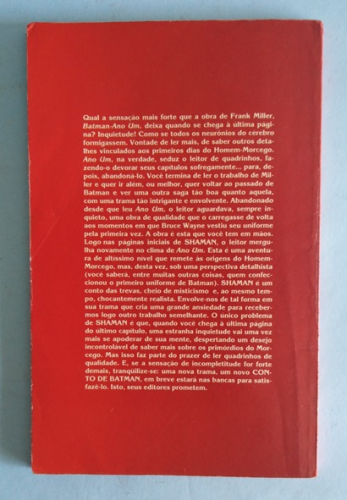 Qual a sensação mais forte que a obra de Frank Miller,
Batman-Ano Um, deixa quando se chega à última pági-
na? Inquietude! Como se todos os neurônios do cérebro
formigassem. Vontade de ler mais, de saber outros deta-
lhes vinculados aos primeiros dias do Homem-Morcego.
Ano Um, na verdade, seduz o leitor de quadrinhos, fa-
zendo-o devorar seus capítulos sofregamente... para, de-
pois, abandoná-lo. Você termina de ler o trabalho de Mil-
ler e quer ir além, ou melhor, quer voltar ao passado de
Batman e ver uma outra saga tão boa quanto aquela,
com uma trama tão intrigante e envolvente. Abandonado
desde que leu Ano Um, o leitor aguardava, sempre in-
quieto, uma obra de qualidade que o carregasse de volta
aos momentos em que Bruce Wayne vestiu seu uniforme
pela primeira vez. A obra é esta que você tem em mãos.
Logo nas páginas iniciais de SHAMAN, o leitor mergu-
lha novamente no clima de Ano Um. Esta é uma aventu-
ra de altíssimo nível que remete às origens do Homem-
Morcego, mas, desta vez, sob uma perspectiva detalhista
(você saberá, entre muitas outras coisas, quem confec-
cionou o primeiro uniforme de Batman). SHAMAN é um
conto das trevas, cheio de misticismo e, ao mesmo tempo,
chocantemente realista. Envolve-nos de tal forma em
sua trama que cria uma grande ansiedade para receber-
mos logo outro trabalho semelhante. O único problema
de SHAMAN é que, quando você chega à última página
do último capítulo, uma estranha inquietude vai uma vez
mais se apoderar de sua mente, despertando um desejo
incontrolável de saber mais sobre os primórdios do Mor-
cego. Mas isso faz parte do prazer de ler quadrinhos de
qualidade. E, se a sensação de incompletitude for forte
demais, tranqüilize-se: uma nova trama, um novo CON-
TO DE BATMAN, em breve estará nas bancas para satis-
fazê-lo. Isto, seus editores prometem.